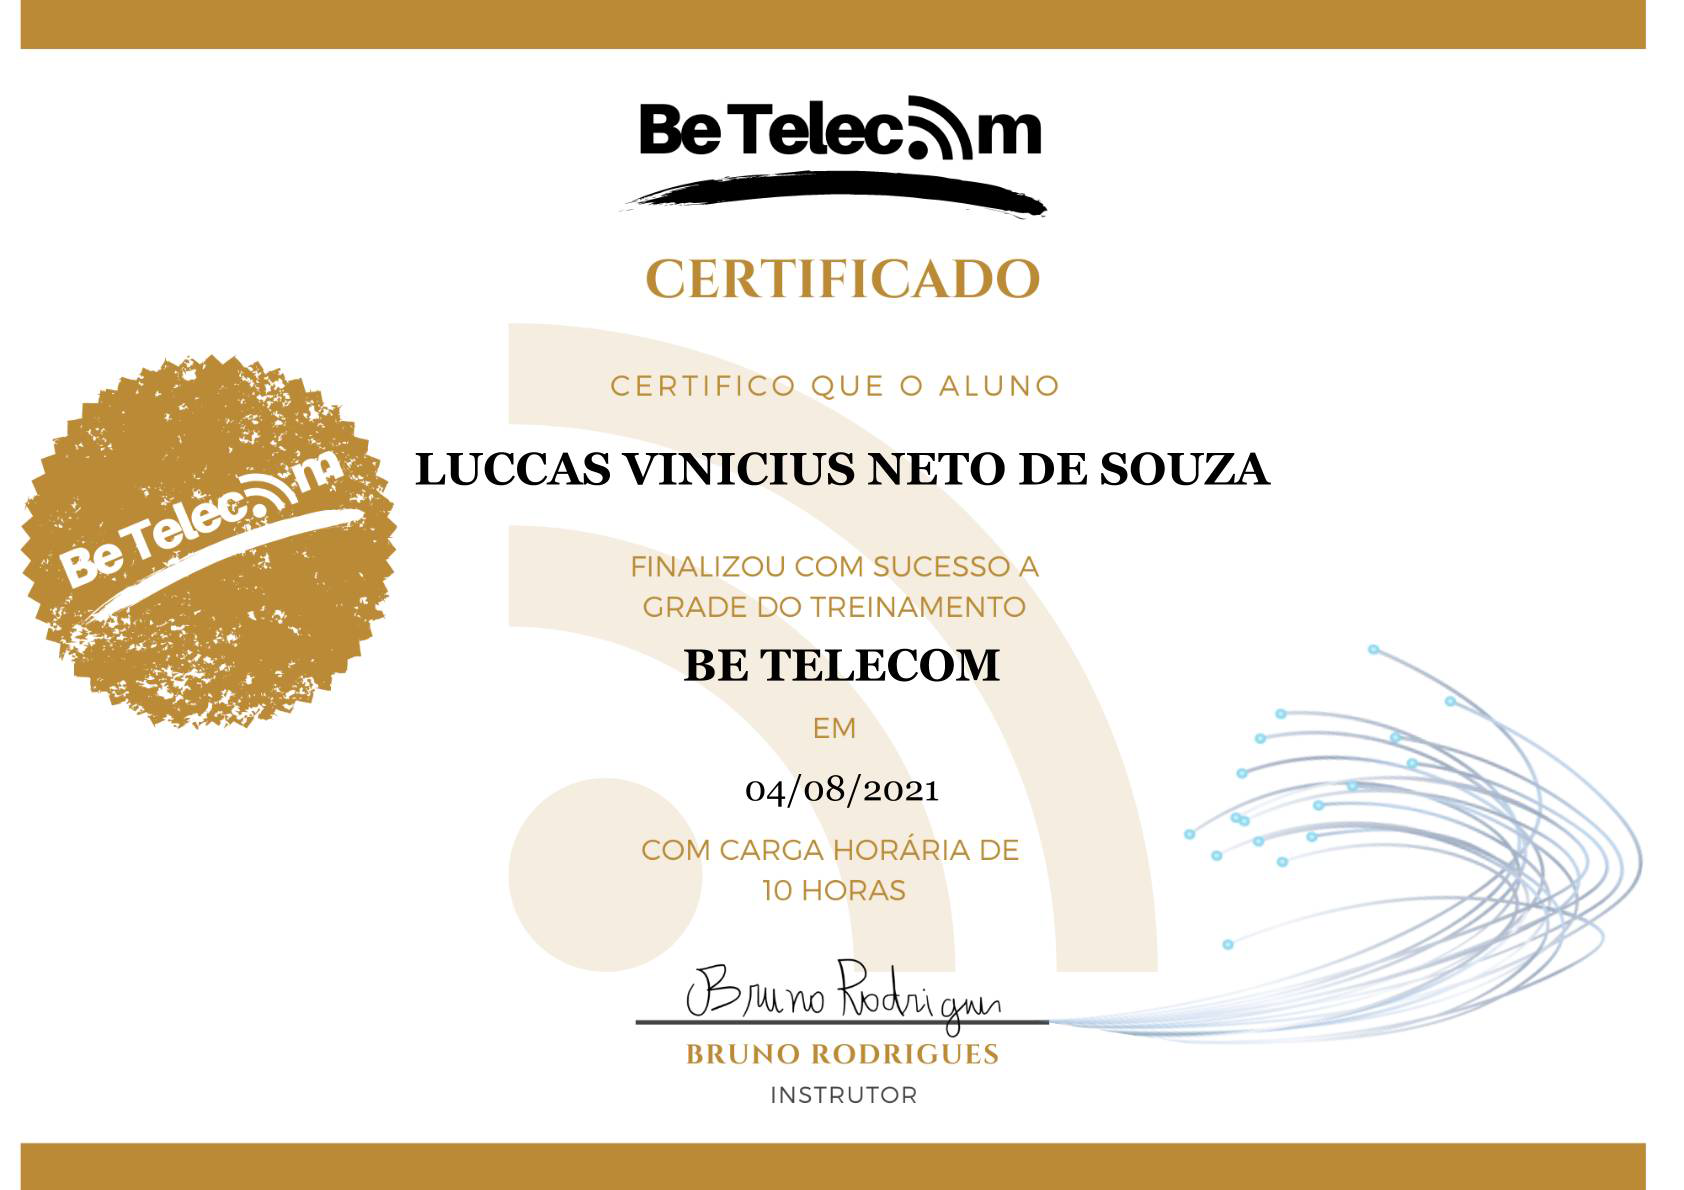 Be Telecom
CERTIFICADO
CERTIFICO QUE O ALUNO
LUCCAS VINICIUS NETO DE SOUZA
Be Telecom
FINALIZOU COM SUCESSO A
GRADE DO TREINAMENTO
BE TELECOM
EM
04/08/2021
COM CARGA HORÁRIA DE
10 HORAS
Bruno Rodrigues
BRUNO RODRIGUES
INSTRUTOR